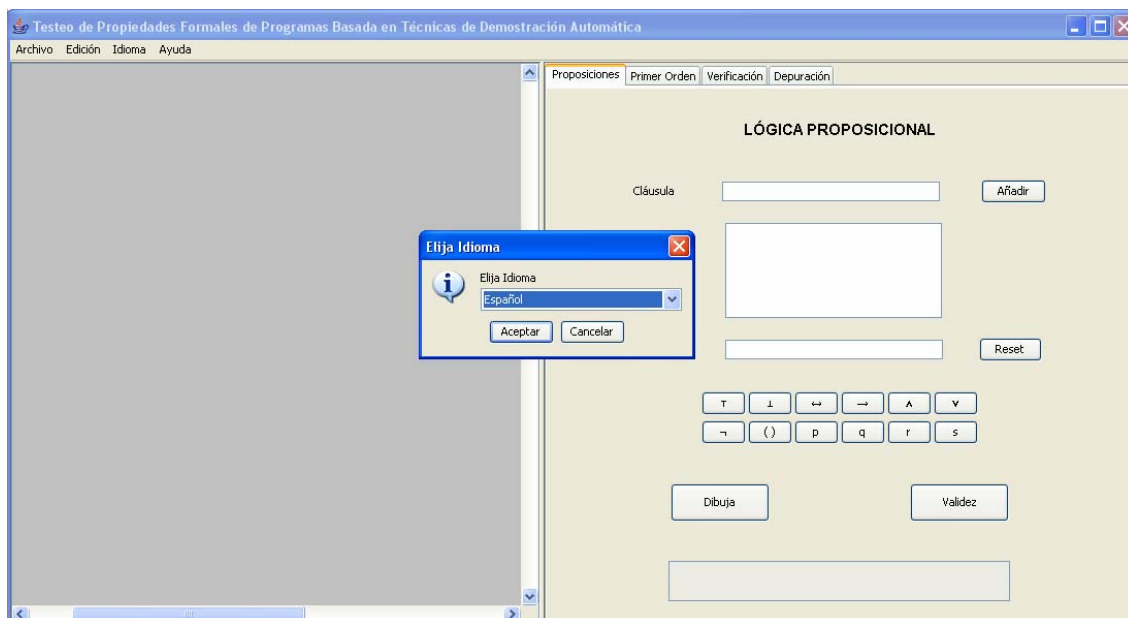 Testeo de Propiedades Formales de Programas Basada en Técnicas de Demostración Automática
Archivo Edición Idioma Ayuda
Proposiciones Primer Orden Verificación Depuración
LÓGICA PROPOSICIONAL
Cláusula
Añadir
Elija Idioma
Elija Idioma
Español
Aceptar Cancelar
Reset
⊤ ⊥ ↔ → ∧ ∨
¬ () p q r s
Dibuja Validez